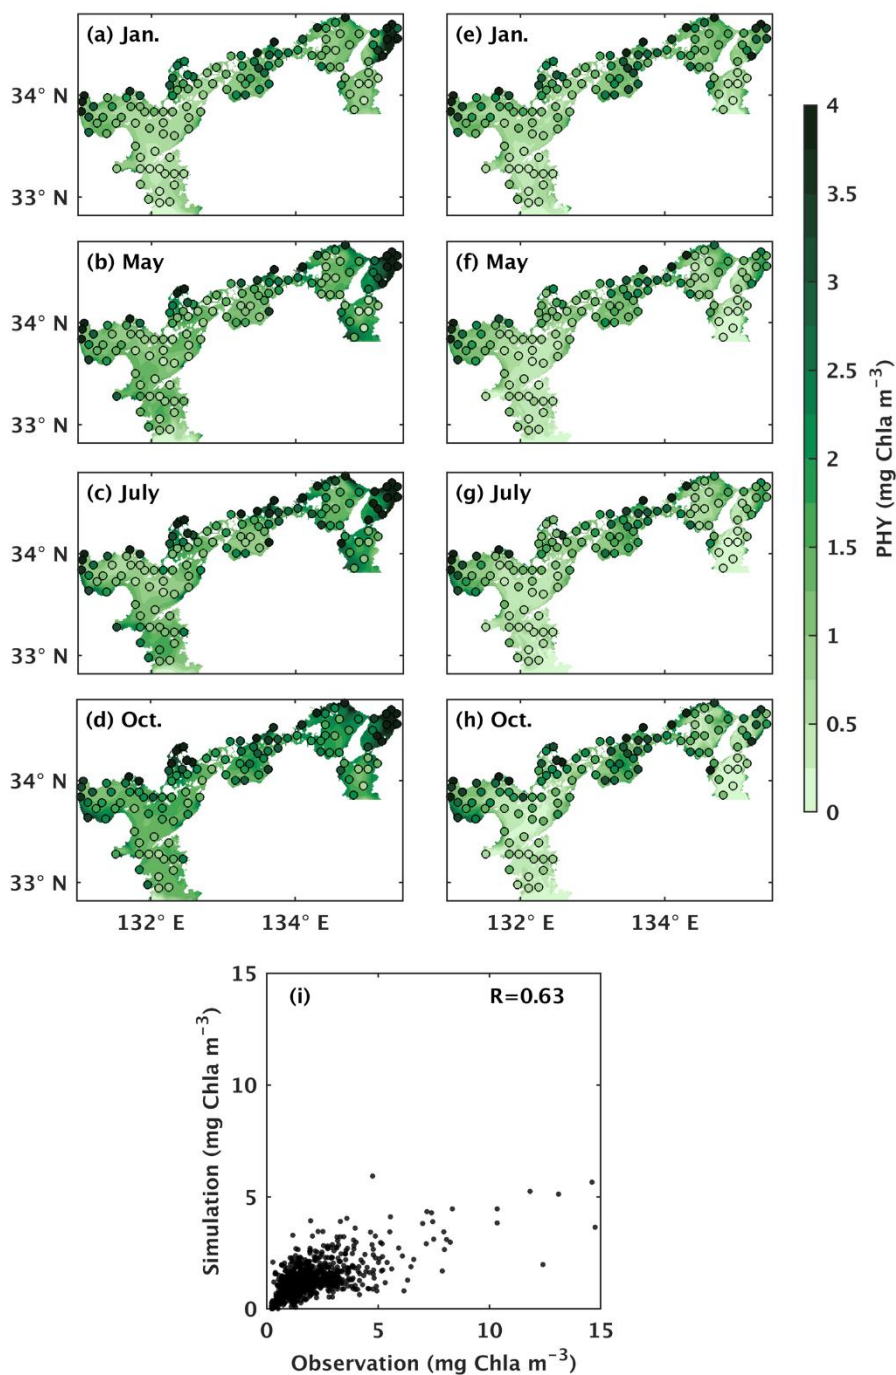 (a) Jan.
(e) Jan.
34° N
33° N
(b) May
(f) May
34° N
33° N
(c) July
(g) July
34° N
33° N
(d) Oct.
(h) Oct.
34° N
33° N
132° E
134° E
132° E
134° E
4
3.5
3
2.5
2
1.5
1
0.5
0
PHY (mg Chla m⁻³)
(i)
R=0.63
15
10
5
0
Simulation (mg Chla m⁻³)
0
5
10
15
Observation (mg Chla m⁻³)